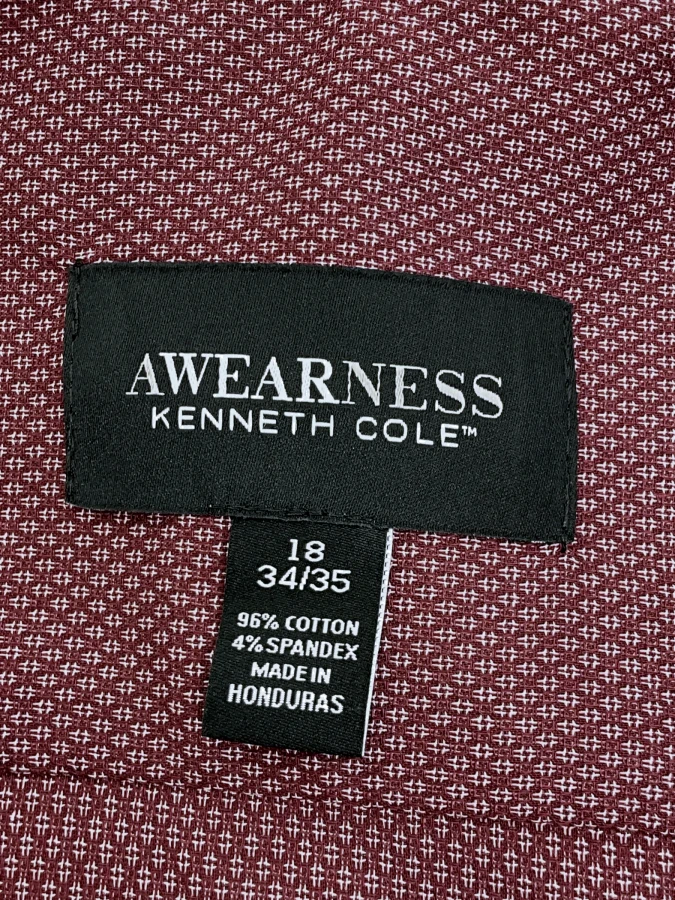 AWEARNESS
KENNETH COLE™
18
34/35
96% COTTON
4% SPANDEX
MADE IN
HONDURAS